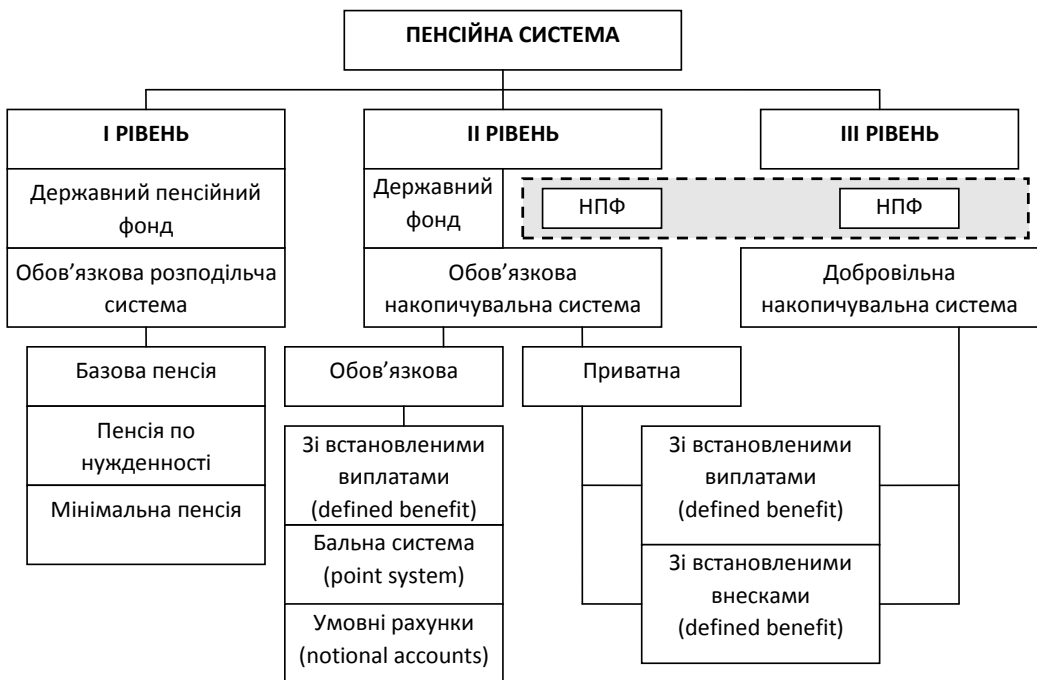 ПЕНСІЙНА СИСТЕМА
І РІВЕНЬ
ІІ РІВЕНЬ
ІІІ РІВЕНЬ
Державний пенсійний
фонд
Державний
фонд
НПФ
НПФ
Обов’язкова розподільча
система
Обов’язкова
накопичувальна система
Добровільна
накопичувальна система
Базова пенсія
Пенсія по
нужденності
Мінімальна пенсія
Обов’язкова
Приватна
Зі встановленими
виплатами
(defined benefit)
Бальна система
(point system)
Умовні рахунки
(notional accounts)
Зі встановленими
виплатами
(defined benefit)
Зі встановленими
внесками
(defined benefit)